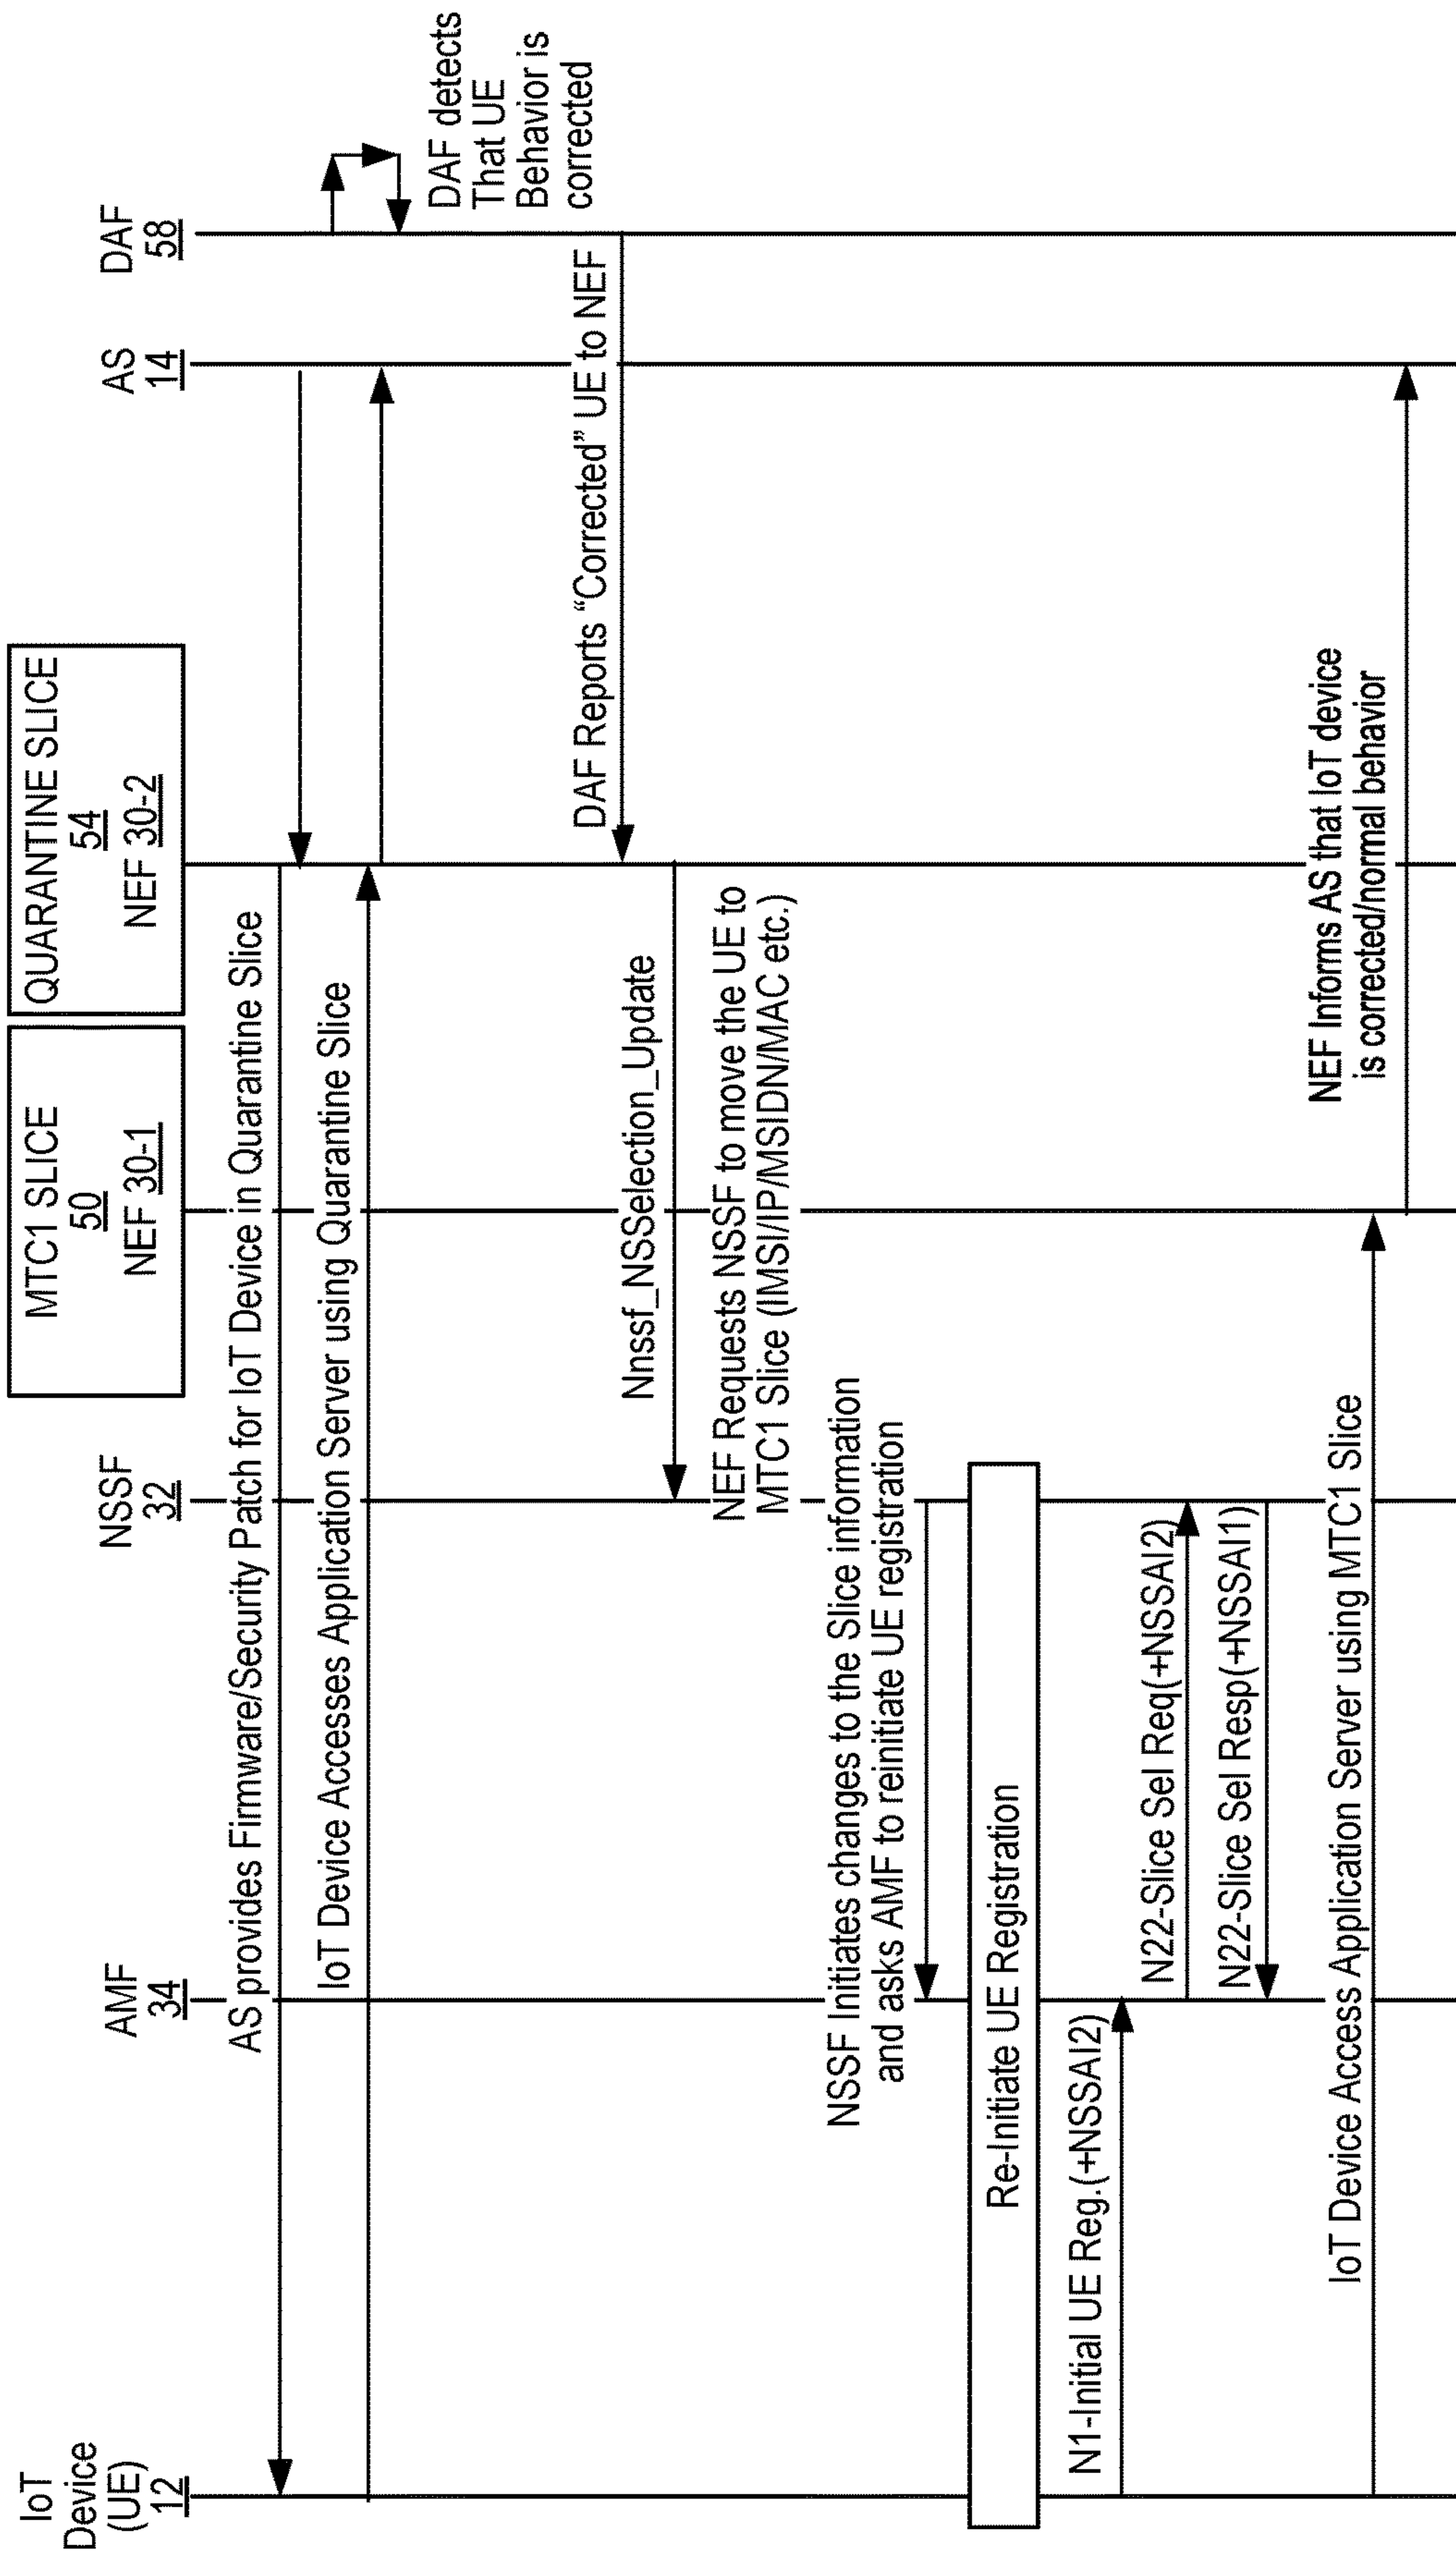 IoT
Device
(UE)
12
AMF
34
NSSF
32
MTC1 SLICE
50
NEF 30-1
QUARANTINE SLICE
54
NEF 30-2
AS
14
DAF
58
AS provides Firmware/Security Patch for IoT Device in Quarantine Slice
IoT Device Accesses Application Server using Quarantine Slice
DAF detects
That UE
Behavior is
corrected
DAF Reports “Corrected” UE to NEF
Nnssf_NSSelection_Update
NEF Requests NSSF to move the UE to
MTC1 Slice (IMSI/IP/MSIDN/MAC etc.)
NSSF Initiates changes to the Slice information
and asks AMF to reinitiate UE registration
Re-Initiate UE Registration
N1-Initial UE Reg.(+NSSAI2)
N22-Slice Sel Req(+NSSAI2)
N22-Slice Sel Resp(+NSSAI1)
IoT Device Access Application Server using MTC1 Slice
NEF Informs AS that IoT device
is corrected/normal behavior